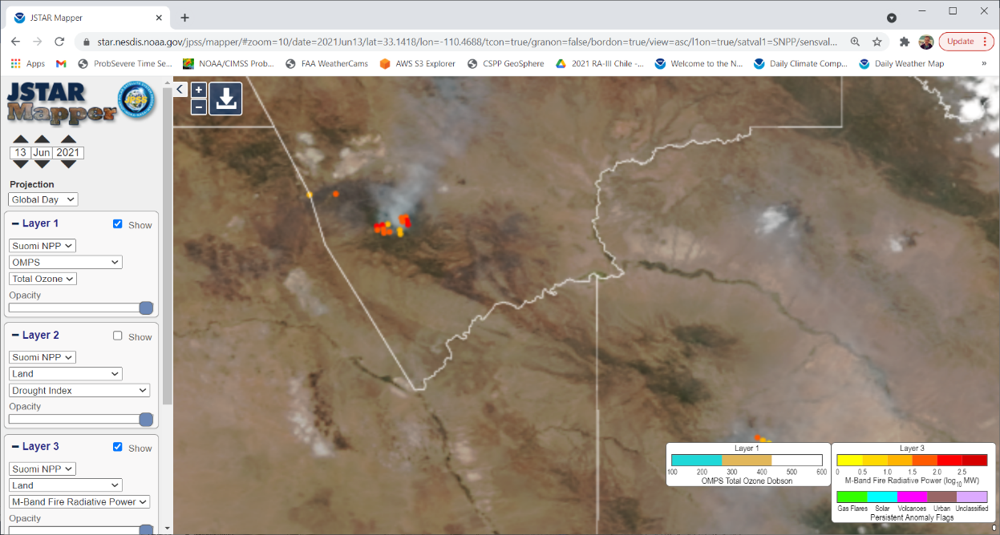 JSTAR Mapper
star.nesdis.noaa.gov/jpss/mapper/#zoom=10/date=2021Jun13/lat=33.1418/lon=-110.4688/tcon=true/granon=false/bordon=true/view=asc/l1on=true/satval1=SNPP/sensval...
Update
Apps
ProbSevere Time Se...
NOAA/CIMSS Prob...
FAA WeatherCams
AWS S3 Explorer
CSPP GeoSphere
2021 RA-III Chile -...
Welcome to the N...
Daily Climate Comp...
Daily Weather Map
»
JSTAR
Mapper
JPSS
13 Jun 2021
Projection
Global Day
Layer 1 Show
Suomi NPP
OMPS
Total Ozone
Opacity
Layer 2 Show
Suomi NPP
Land
Drought Index
Opacity
Layer 3 Show
Suomi NPP
Land
M-Band Fire Radiative Power
Opacity
+
−
Layer 1
100 200 300 400 500 600
OMPS Total Ozone Dobson
Layer 3
0 0.5 1.0 1.5 2.0 2.5
M-Band Fire Radiative Power (log10 MW)
Gas Flares Solar Volcanoes Urban Unclassified
Persistent Anomaly Flags